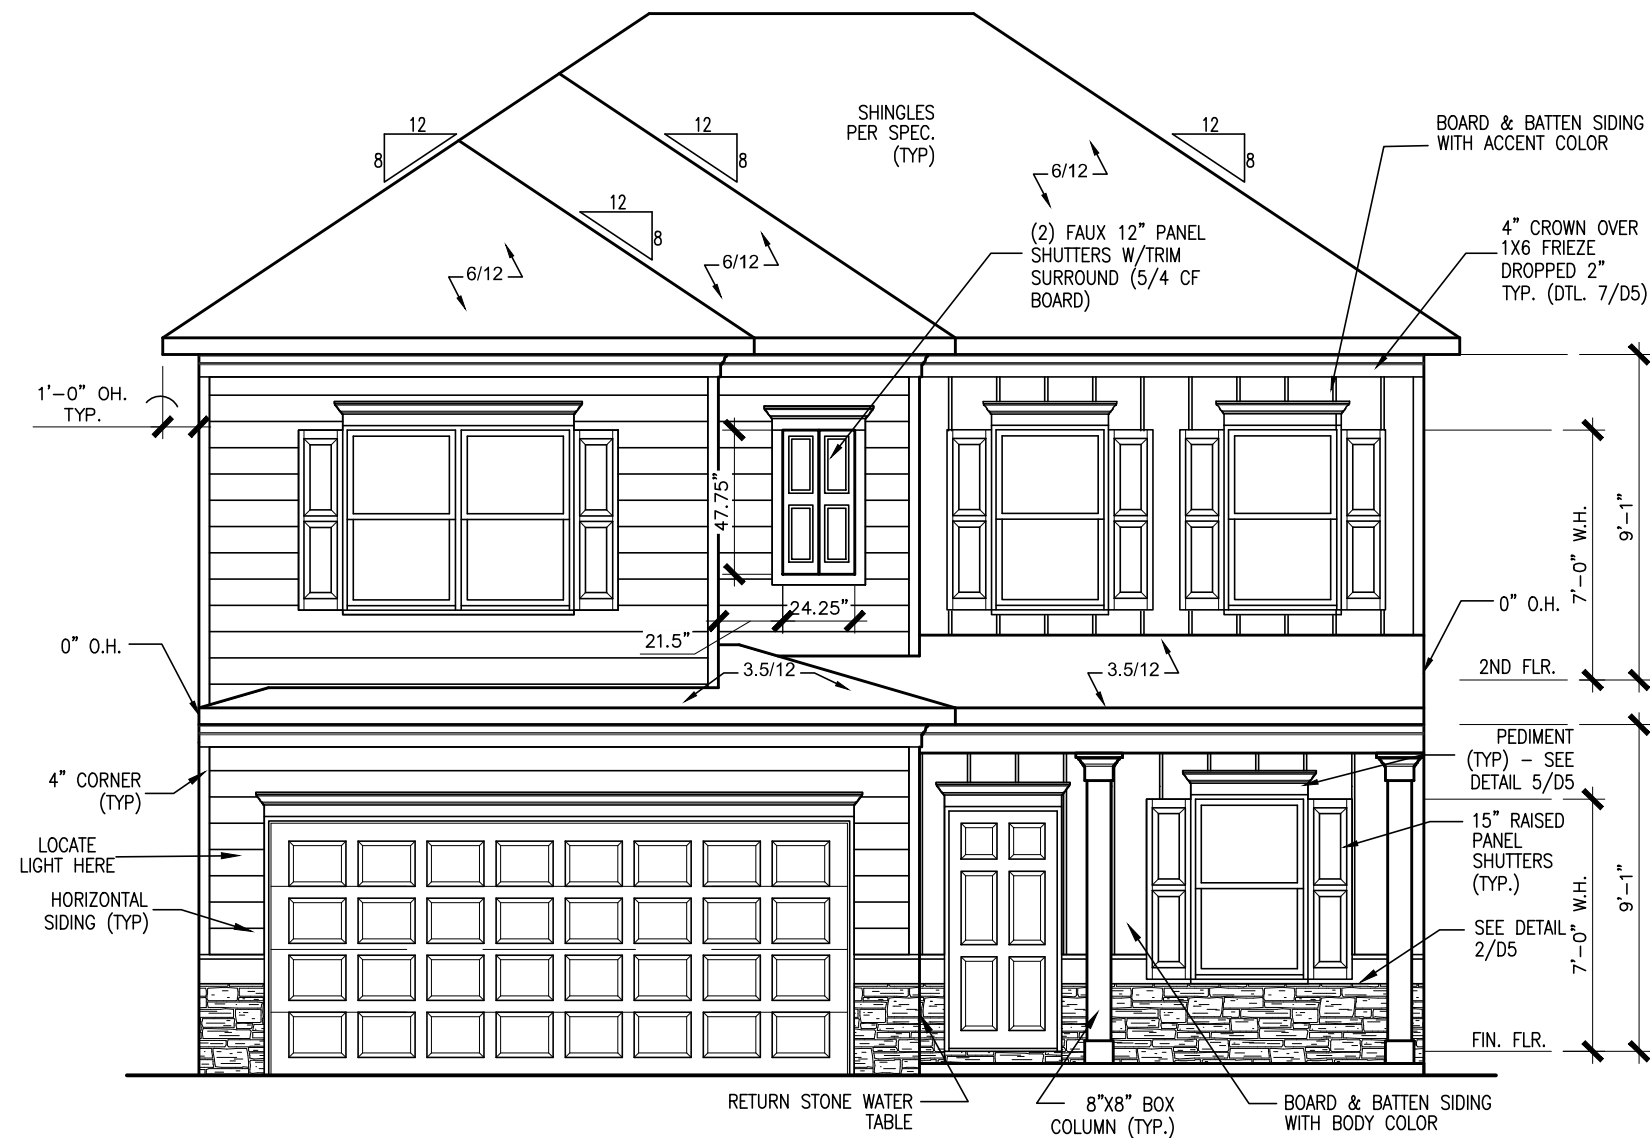 12
8
12
8
12
8
12
8
SHINGLES
PER SPEC.
(TYP)
6/12
6/12
6/12
BOARD & BATTEN SIDING
WITH ACCENT COLOR
(2) FAUX 12” PANEL
SHUTTERS W/TRIM
SURROUND (5/4 CF
BOARD)
4” CROWN OVER
1X6 FRIEZE
DROPPED 2”
TYP. (DTL. 7/D5)
1'-0” OH.
TYP.
47.75”
24.25”
21.5”
9'-1”
7'-0” W.H.
0” O.H.
0” O.H.
2ND FLR.
3.5/12
3.5/12
PEDIMENT
(TYP) – SEE
DETAIL 5/D5
4” CORNER
(TYP)
15” RAISED
PANEL
SHUTTERS
(TYP.)
LOCATE
LIGHT HERE
HORIZONTAL
SIDING (TYP)
9'-1”
7'-0” W.H.
SEE DETAIL
2/D5
FIN. FLR.
RETURN STONE WATER
TABLE
8”X8” BOX
COLUMN (TYP.)
BOARD & BATTEN SIDING
WITH BODY COLOR